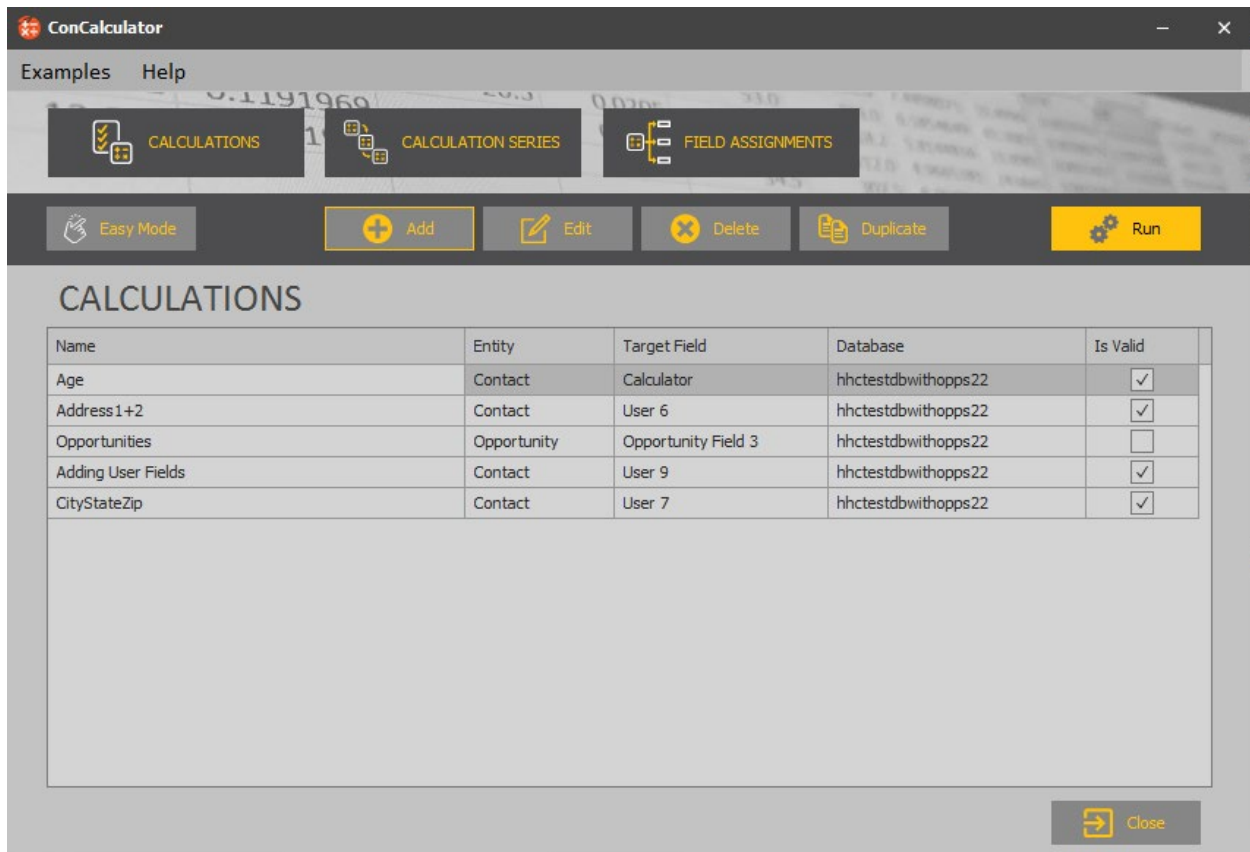 ConCalculator
Examples Help
0.1191969
CALCULATIONS CALCULATION SERIES FIELD ASSIGNMENTS
Easy Mode Add Edit Delete Duplicate Run
CALCULATIONS
Name Entity Target Field Database Is Valid
Age Contact Calculator hhctestdbwithopps22
Address1+2 Contact User 6 hhctestdbwithopps22
Opportunities Opportunity Opportunity Field 3 hhctestdbwithopps22
Adding User Fields Contact User 9 hhctestdbwithopps22
CityStateZip Contact User 7 hhctestdbwithopps22
Close